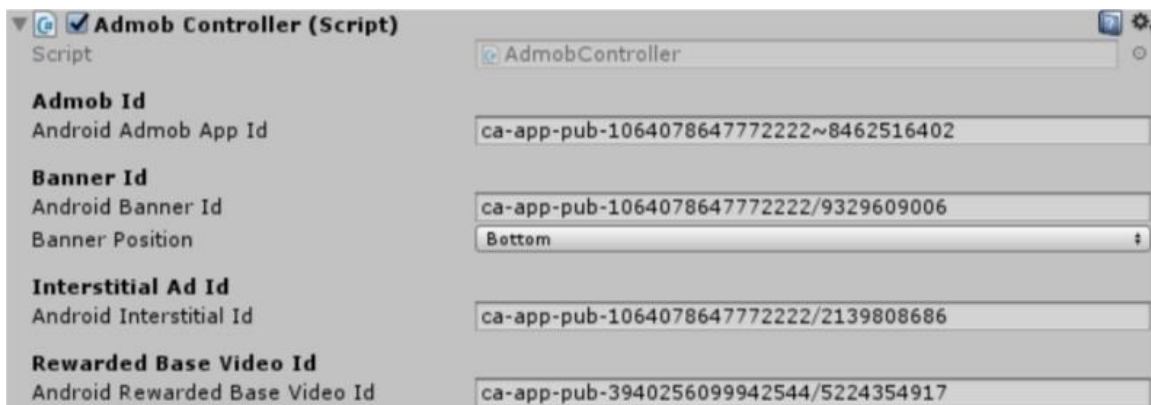 Admob Controller (Script)
Script AdmobController
Admob Id
Android Admob App Id ca-app-pub-1064078647772222~8462516402
Banner Id
Android Banner Id ca-app-pub-1064078647772222/9329609006
Banner Position Bottom
Interstitial Ad Id
Android Interstitial Id ca-app-pub-1064078647772222/2139808686
Rewarded Base Video Id
Android Rewarded Base Video Id ca-app-pub-3940256099942544/5224354917